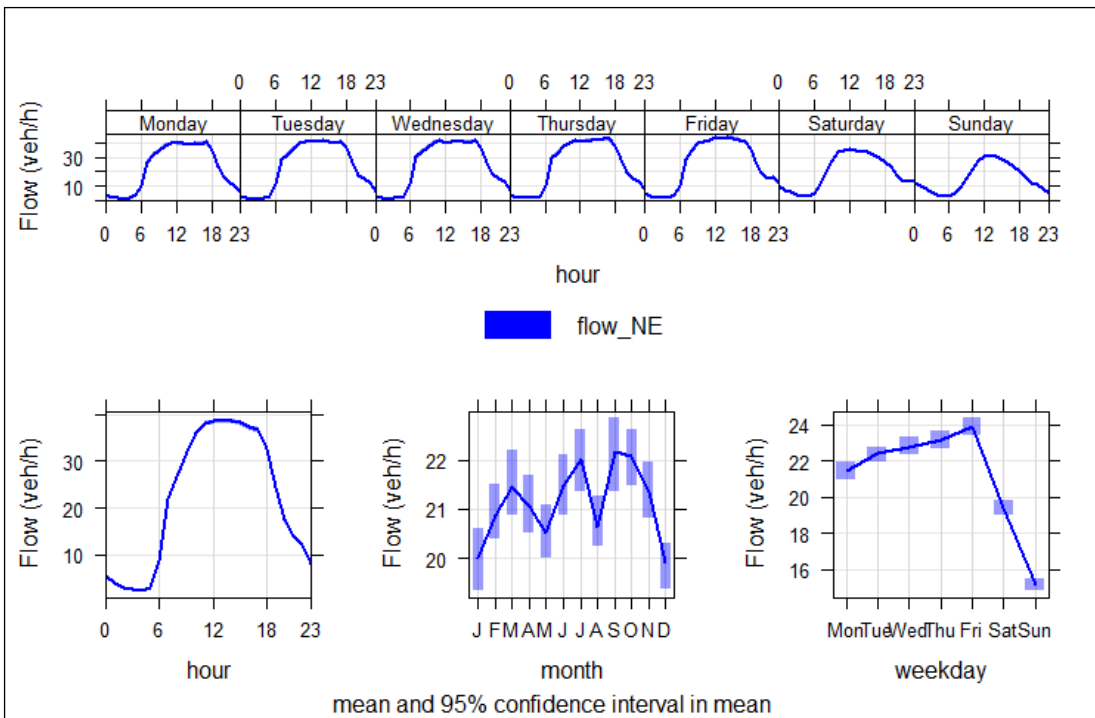 0 6 12 18 23 0 6 12 18 23 0 6 12 18 23
Monday Tuesday Wednesday Thursday Friday Saturday Sunday
Flow (veh/h)
30
10
0 6 12 18 23 0 6 12 18 23 0 6 12 18 23 0 6 12 18 23
hour
flow_NE
Flow (veh/h)
30
20
10
0 6 12 18 23
hour
Flow (veh/h)
22
21
20
J F M A M J J A S O N D
month
Flow (veh/h)
24
22
20
18
16
Mon Tue Wed Thu Fri Sat Sun
weekday
mean and 95% confidence interval in mean